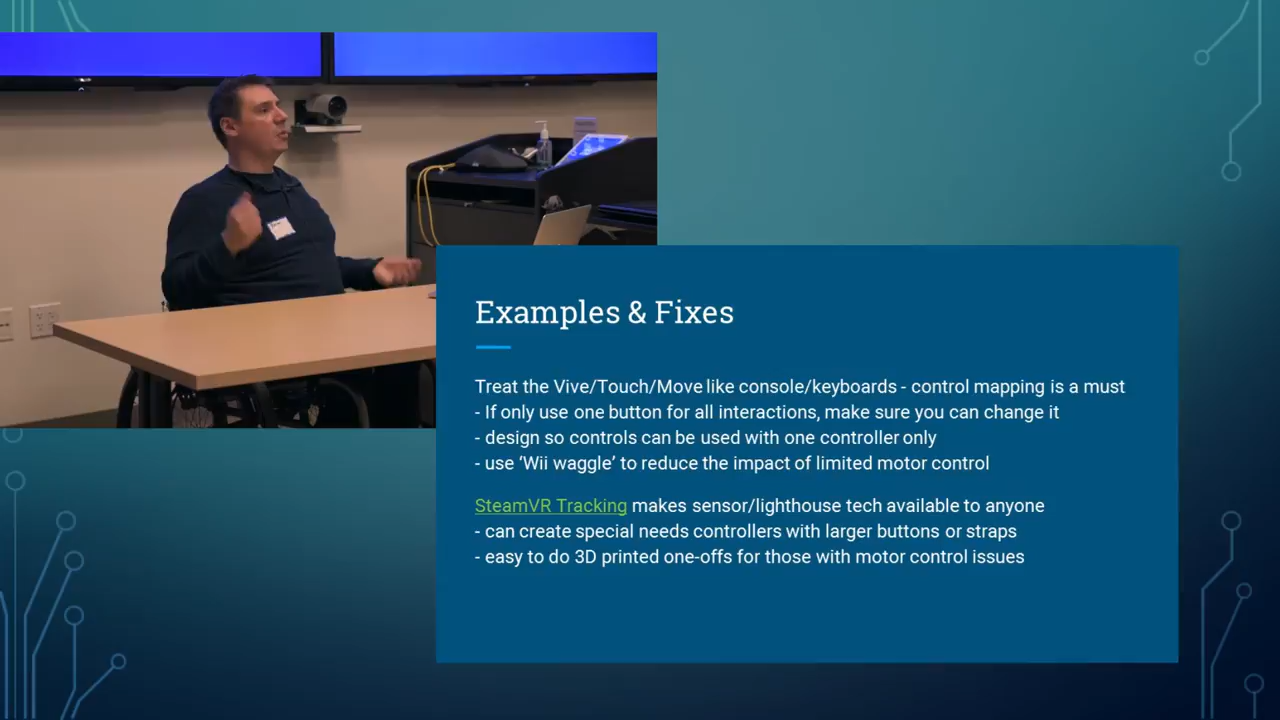 Examples & Fixes
Treat the Vive/Touch/Move like console/keyboards - control mapping is a must
- If only use one button for all interactions, make sure you can change it
- design so controls can be used with one controller only
- use ‘Wii waggle’ to reduce the impact of limited motor control
SteamVR Tracking makes sensor/lighthouse tech available to anyone
- can create special needs controllers with larger buttons or straps
- easy to do 3D printed one-offs for those with motor control issues